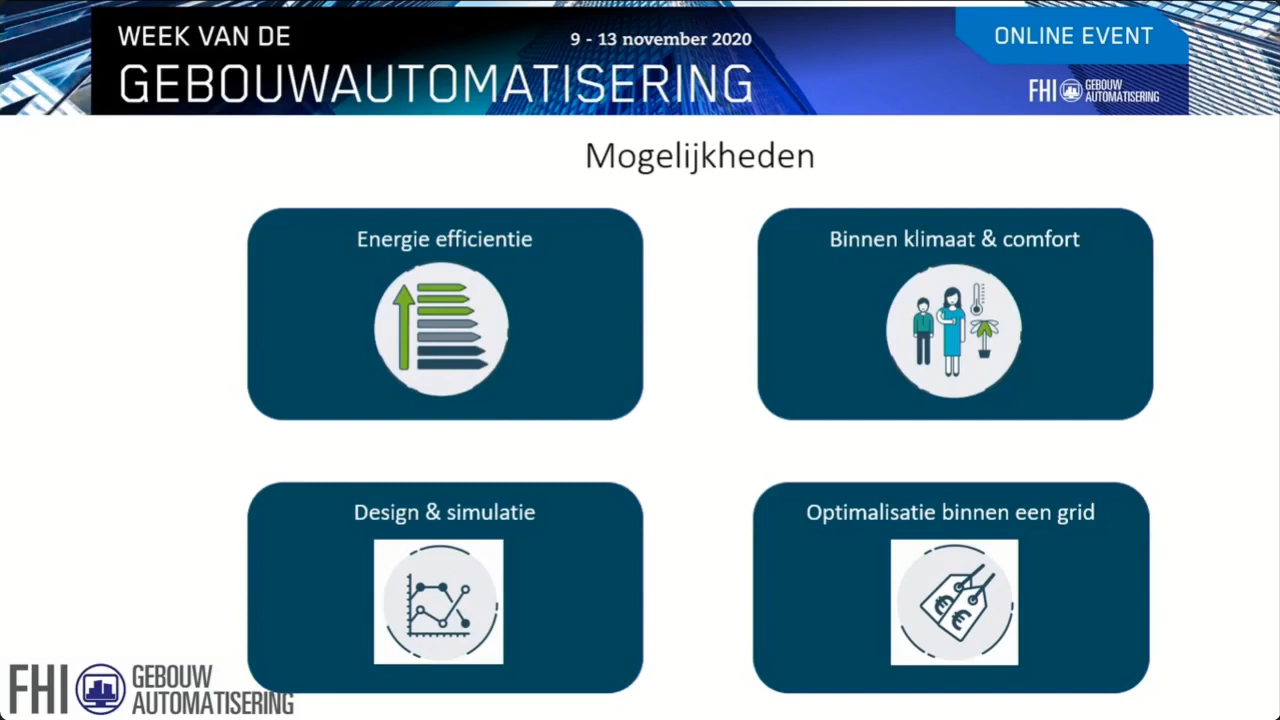 WEEK VAN DE
9 - 13 november 2020
ONLINE EVENT
GEBOUWAUTOMATISERING
FHI GEBOUW
AUTOMATISERING
Mogelijkheden
Energie efficientie
Binnen klimaat & comfort
Design & simulatie
Optimalisatie binnen een grid
€ €
FHI GEBOUW
AUTOMATISERING